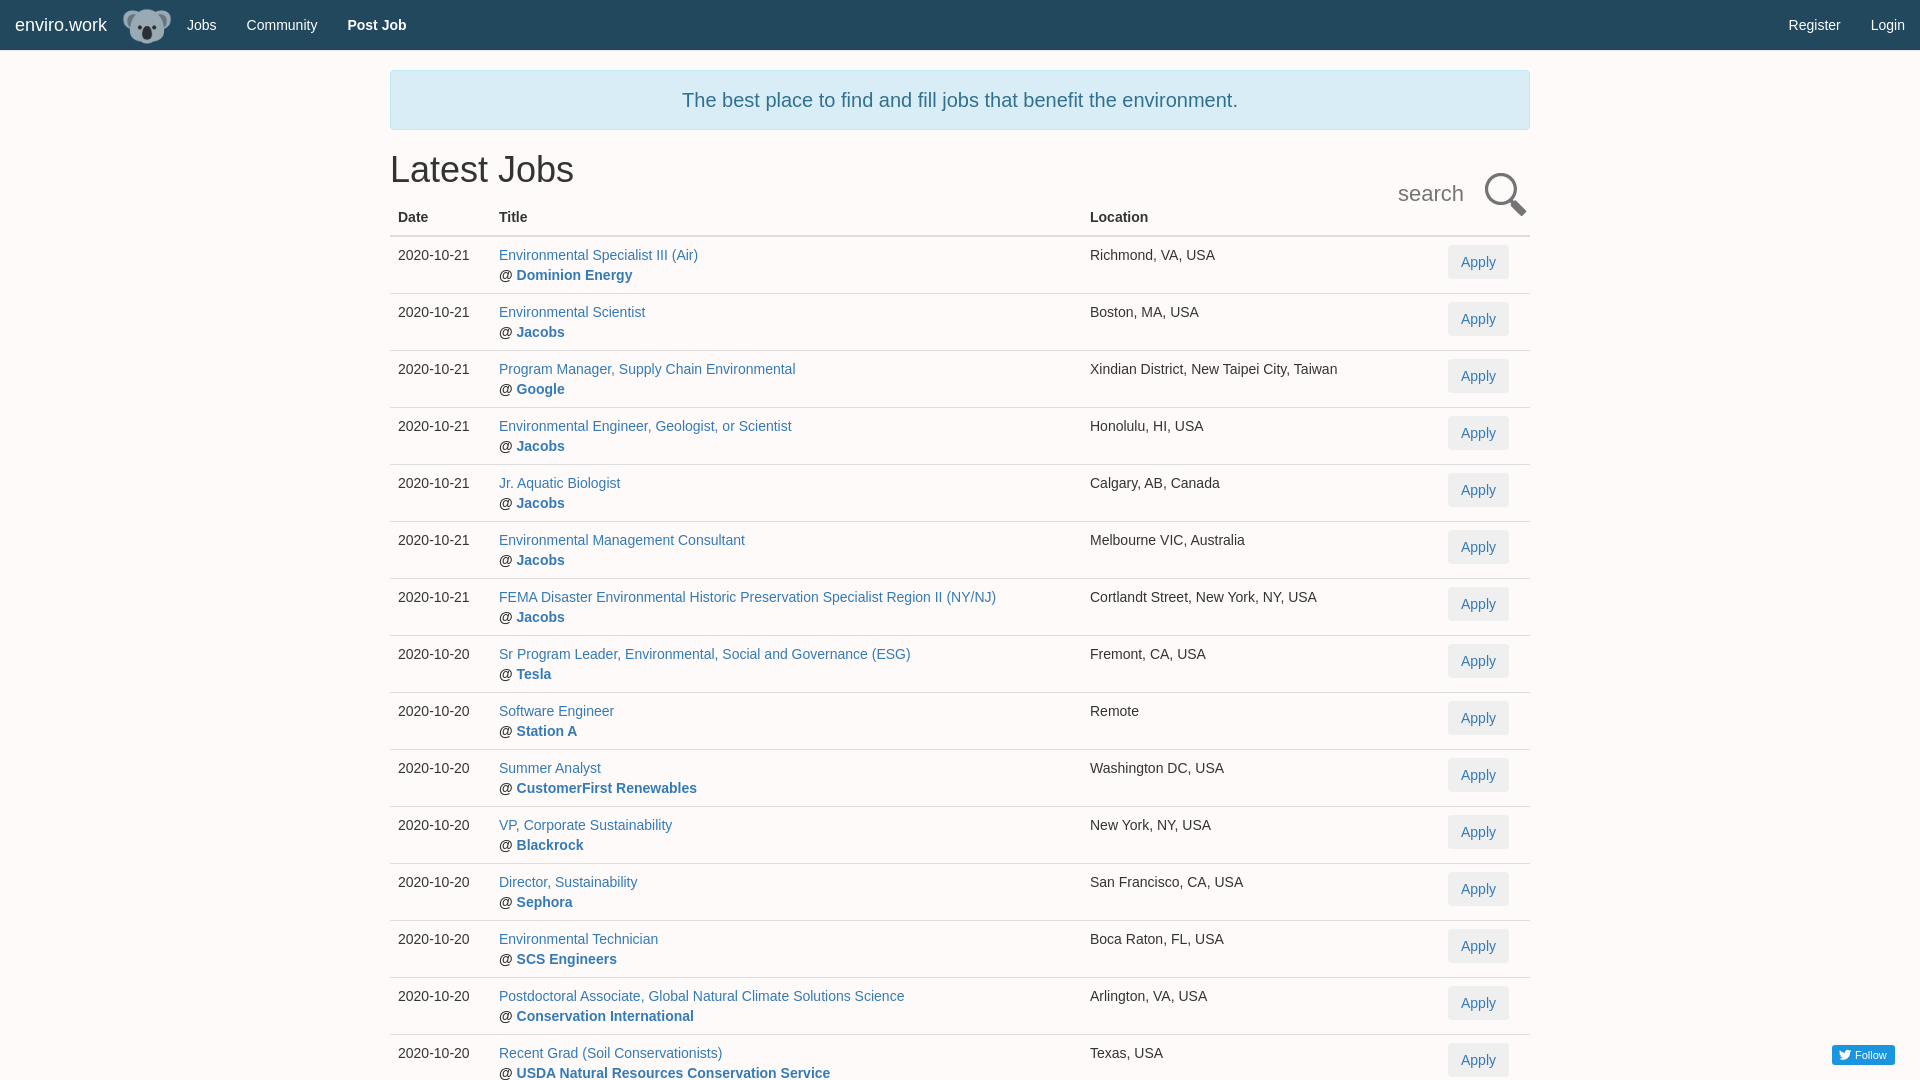 enviro.work Jobs Community Post Job Register Login
The best place to find and fill jobs that benefit the environment.
Latest Jobs
search
Date Title Location
2020-10-21 Environmental Specialist III (Air) Richmond, VA, USA Apply
@ Dominion Energy
2020-10-21 Environmental Scientist Boston, MA, USA Apply
@ Jacobs
2020-10-21 Program Manager, Supply Chain Environmental Xindian District, New Taipei City, Taiwan Apply
@ Google
2020-10-21 Environmental Engineer, Geologist, or Scientist Honolulu, HI, USA Apply
@ Jacobs
2020-10-21 Jr. Aquatic Biologist Calgary, AB, Canada Apply
@ Jacobs
2020-10-21 Environmental Management Consultant Melbourne VIC, Australia Apply
@ Jacobs
2020-10-21 FEMA Disaster Environmental Historic Preservation Specialist Region II (NY/NJ) Cortlandt Street, New York, NY, USA Apply
@ Jacobs
2020-10-20 Sr Program Leader, Environmental, Social and Governance (ESG) Fremont, CA, USA Apply
@ Tesla
2020-10-20 Software Engineer Remote Apply
@ Station A
2020-10-20 Summer Analyst Washington DC, USA Apply
@ CustomerFirst Renewables
2020-10-20 VP, Corporate Sustainability New York, NY, USA Apply
@ Blackrock
2020-10-20 Director, Sustainability San Francisco, CA, USA Apply
@ Sephora
2020-10-20 Environmental Technician Boca Raton, FL, USA Apply
@ SCS Engineers
2020-10-20 Postdoctoral Associate, Global Natural Climate Solutions Science Arlington, VA, USA Apply
@ Conservation International
2020-10-20 Recent Grad (Soil Conservationists) Texas, USA Apply
@ USDA Natural Resources Conservation Service
Follow